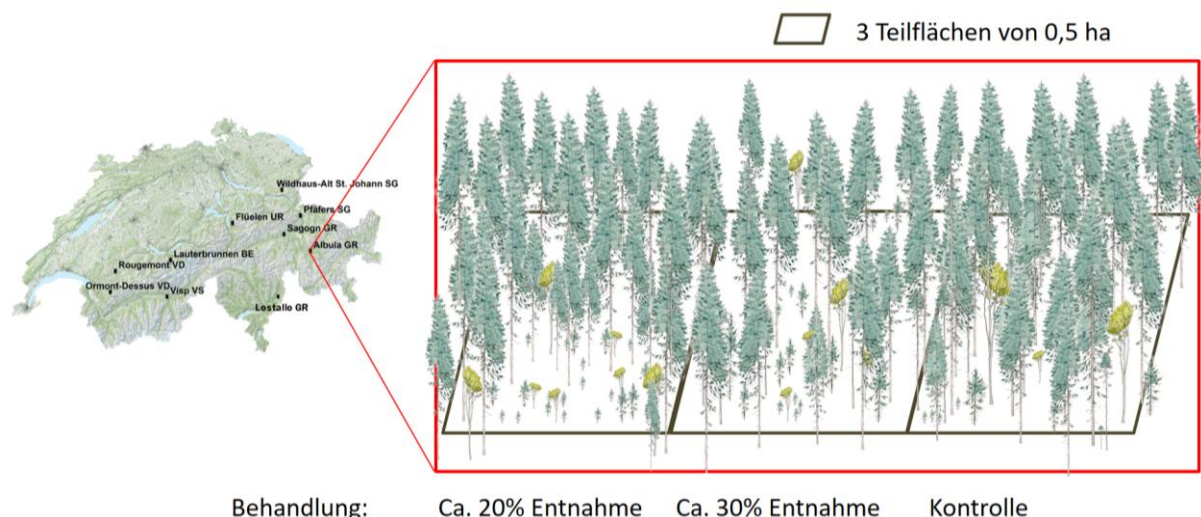 3 Teilflächen von 0,5 ha
Wildhaus-Alt St. Johann SG
Pfäfers SG
Flüelen UR
Sagogn GR
Albula GR
Lauterbrunnen BE
Rougemont VD
Ormont-Dessus VD
Visp VS
Lostallo GR
Behandlung: Ca. 20% Entnahme Ca. 30% Entnahme Kontrolle